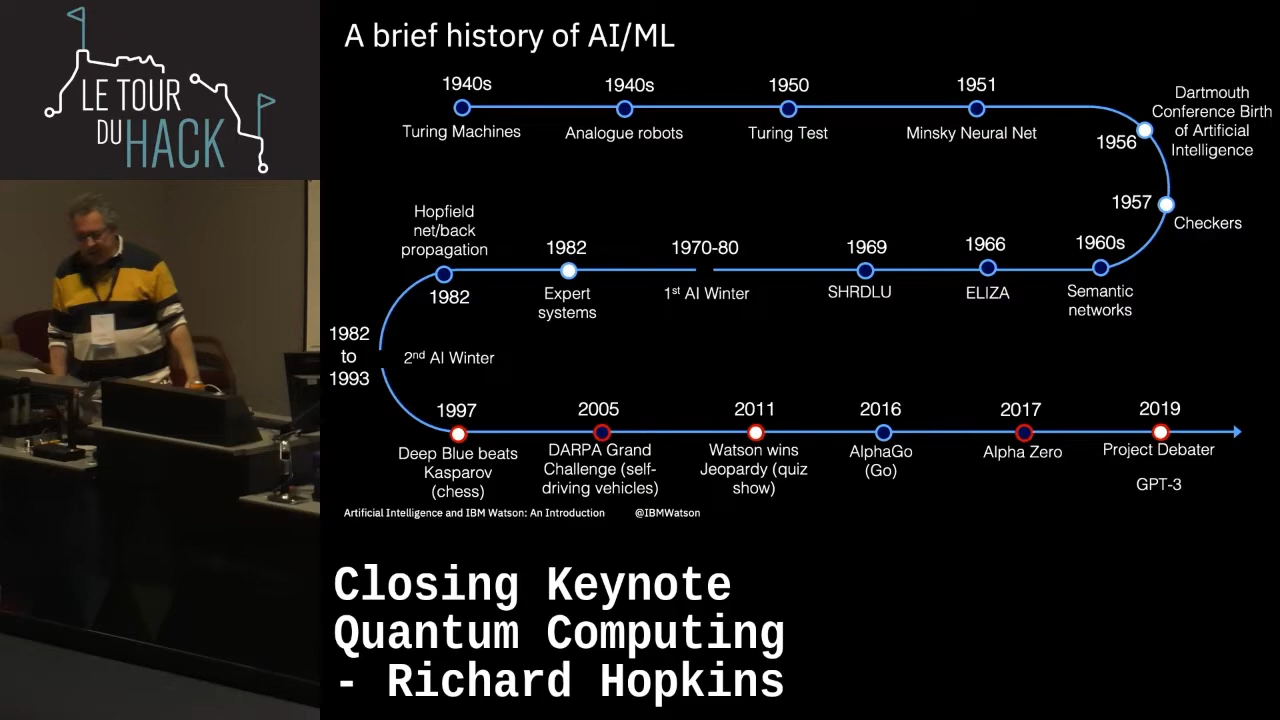 LE TOUR
DU HACK
A brief history of AI/ML
1940s
Turing Machines
1940s
Analogue robots
1950
Turing Test
1951
Minsky Neural Net
1956
Dartmouth
Conference Birth
of Artificial
Intelligence
1957
Checkers
1960s
Semantic
networks
1966
ELIZA
1969
SHRDLU
1970-80
1st AI Winter
1982
Expert
systems
Hopfield
net/back
propagation
1982
1982
to
1993
2nd AI Winter
1997
Deep Blue beats
Kasparov
(chess)
2005
DARPA Grand
Challenge (self-
driving vehicles)
2011
Watson wins
Jeopardy (quiz
show)
2016
AlphaGo
(Go)
2017
Alpha Zero
2019
Project Debater
GPT-3
Artificial Intelligence and IBM Watson: An Introduction @IBMWatson
Closing Keynote
Quantum Computing
- Richard Hopkins